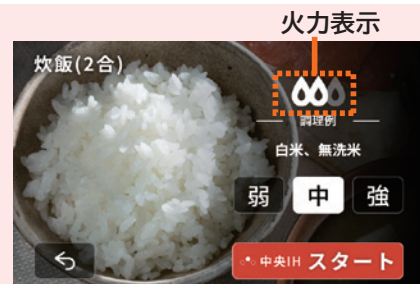 火力表示
炊飯(2合)
調理例
白米、無洗米
弱 中 強
中央IH スタート